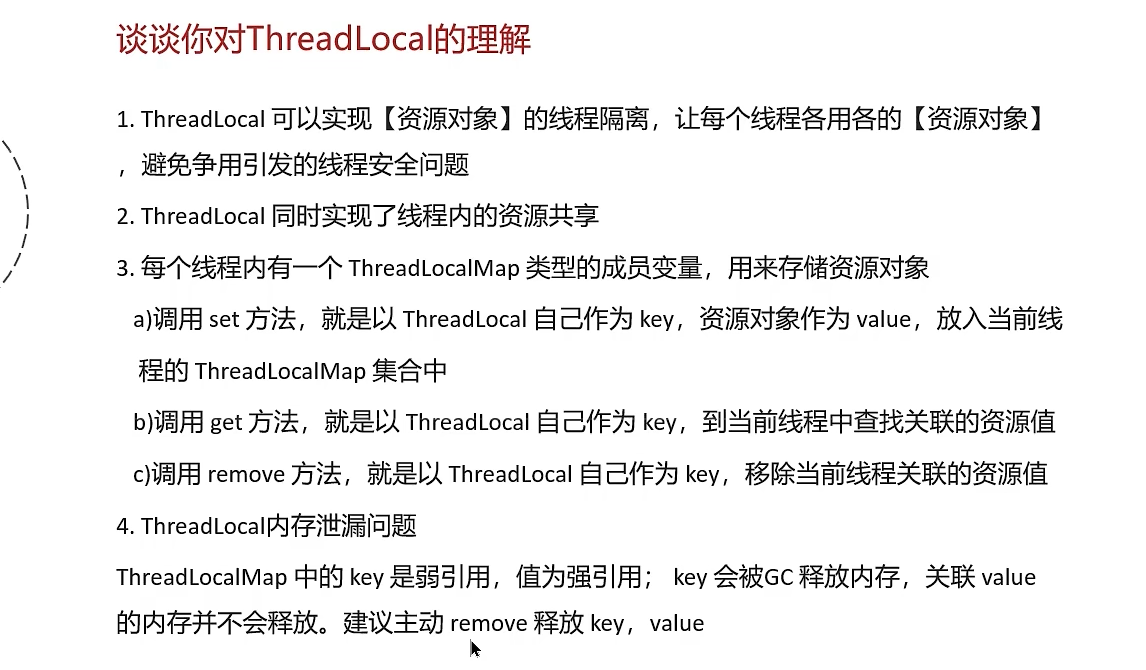 谈谈你对ThreadLocal的理解
1. ThreadLocal 可以实现【资源对象】的线程隔离，让每个线程各用各的【资源对象】
，避免争用引发的线程安全问题
2. ThreadLocal 同时实现了线程内的资源共享
3. 每个线程内有一个 ThreadLocalMap 类型的成员变量，用来存储资源对象
a)调用 set 方法，就是以 ThreadLocal 自己作为 key，资源对象作为 value，放入当前线
程的 ThreadLocalMap 集合中
b)调用 get 方法，就是以 ThreadLocal 自己作为 key，到当前线程中查找关联的资源值
c)调用 remove 方法，就是以 ThreadLocal 自己作为 key，移除当前线程关联的资源值
4. ThreadLocal内存泄漏问题
ThreadLocalMap 中的 key 是弱引用，值为强引用； key 会被GC 释放内存，关联 value
的内存并不会释放。建议主动 remove 释放 key，value